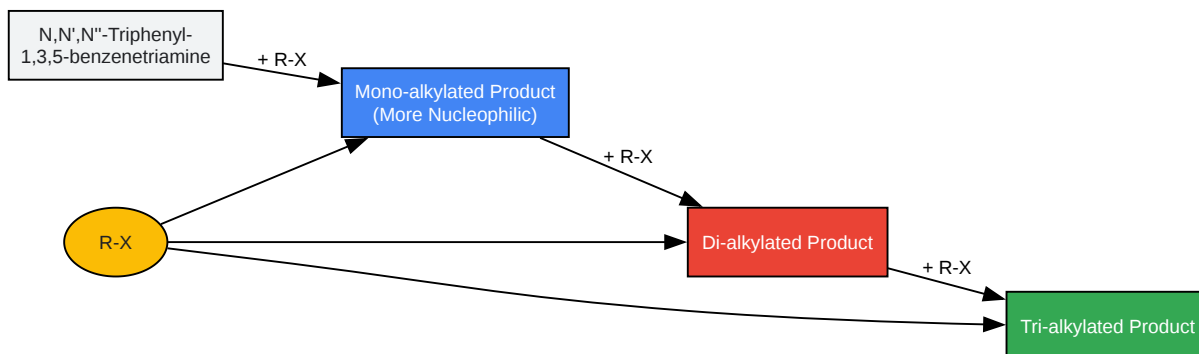 N,N',N''-Triphenyl-
1,3,5-benzenetriamine
+ R-X
Mono-alkylated Product
(More Nucleophilic)
+ R-X
R-X
Di-alkylated Product
+ R-X
Tri-alkylated Product